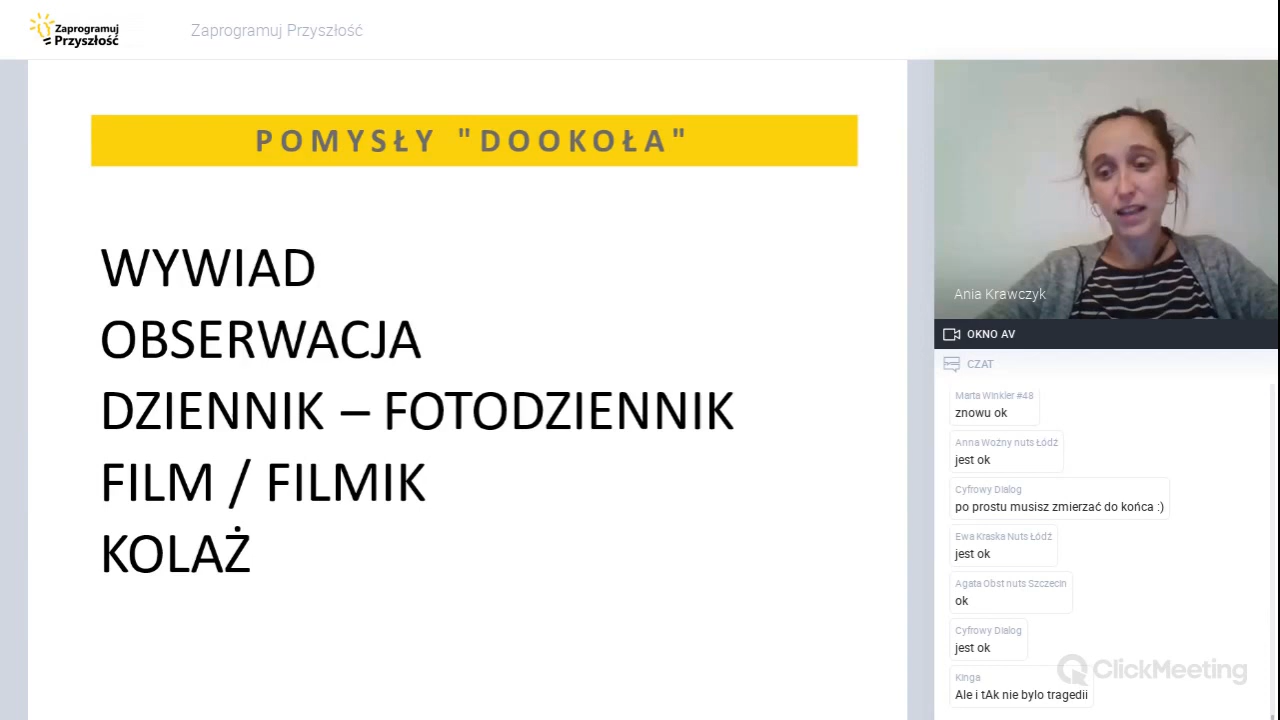 Zaprogramuj
Przyszłość
Zaprogramuj Przyszłość
POMYSŁY "DOOKOŁA"
WYWIAD
OBSERWACJA
DZIENNIK – FOTODZIENNIK
FILM / FILMIK
KOLAŻ
Ania Krawczyk
OKNO AV
CZAT
Marta Winkler #48
znowu ok
Anna Woźny nuts Łódź
jest ok
Cyfrowy Dialog
po prostu musisz zmierzać do końca :)
Ewa Kraska Nuts Łódź
jest ok
Agata Obst nuts Szczecin
ok
Cyfrowy Dialog
jest ok
Kinga
Ale i tAk nie bylo tragedii
ClickMeeting